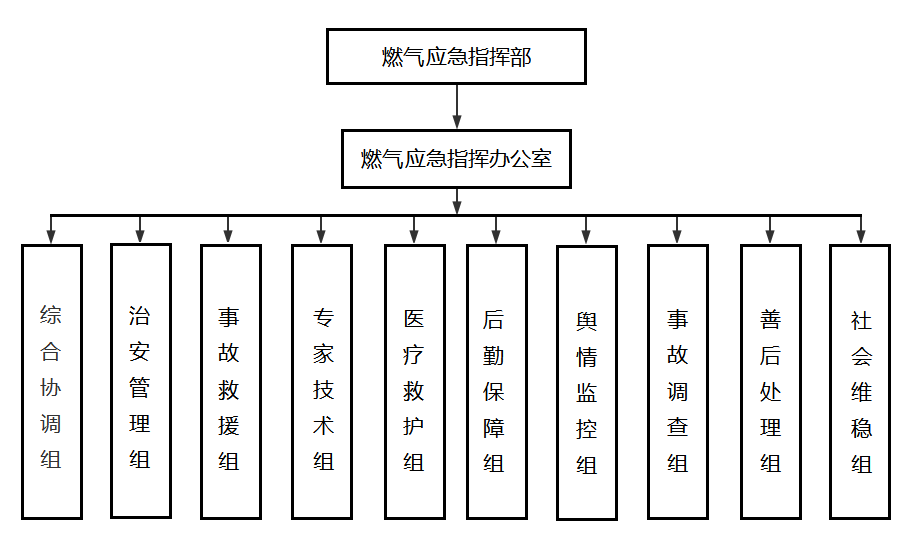 燃气应急指挥部
燃气应急指挥办公室
综合协调组
治安管理组
事故救援组
专家技术组
医疗救护组
后勤保障组
舆情监控组
事故调查组
善后处理组
社会维稳组